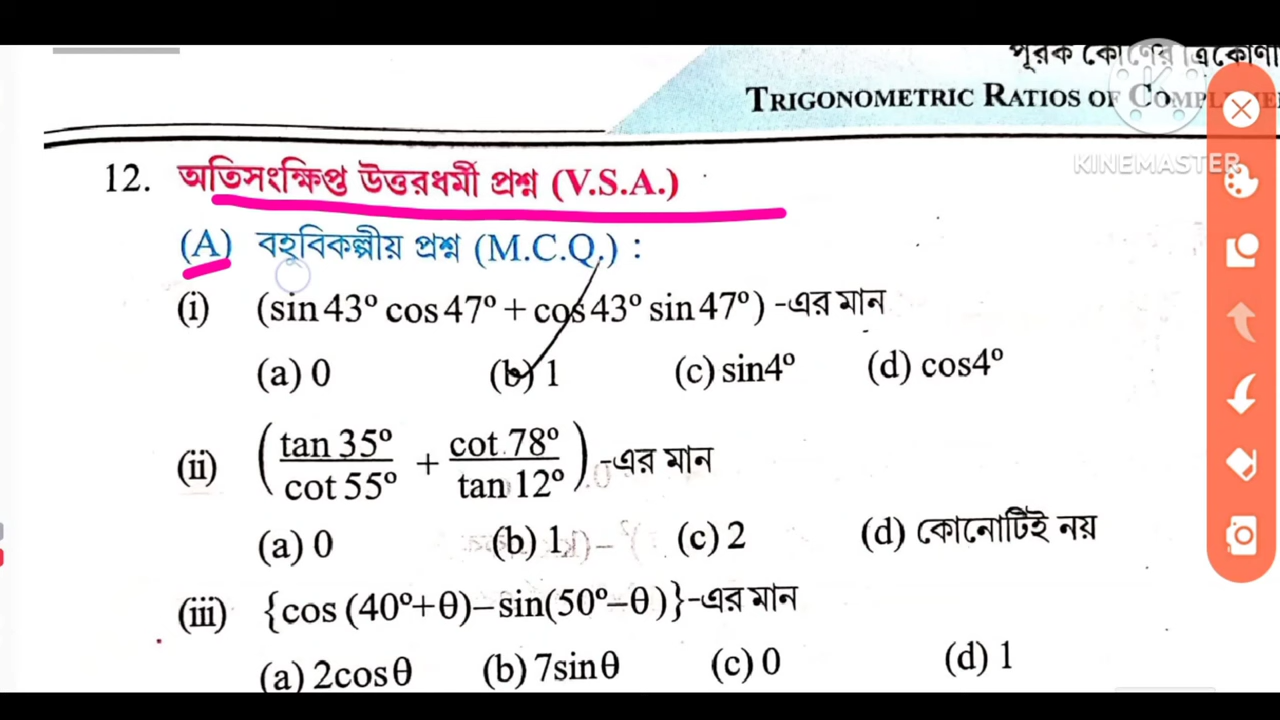 পূরক কোণের ত্রিকোণ
TRIGONOMETRIC RATIOS OF
KINEMASTER
12. অতিসংক্ষিপ্ত উত্তরধর্মী প্রশ্ন (V.S.A.)
(A) বহুবিকল্পীয় প্রশ্ন (M.C.Q.) :
(i) (sin 43° cos 47° + cos 43° sin 47°) -এর মান
(a) 0 (b) 1 (c) sin4° (d) cos4°
(ii) (tan 35°/cot 55° + cot 78°/tan 12°) -এর মান
(a) 0 (b) 1 (c) 2 (d) কোনোটিই নয়
(iii) {cos (40°+θ)–sin(50°–θ)}-এর মান
(a) 2cosθ (b) 7sinθ (c) 0 (d) 1